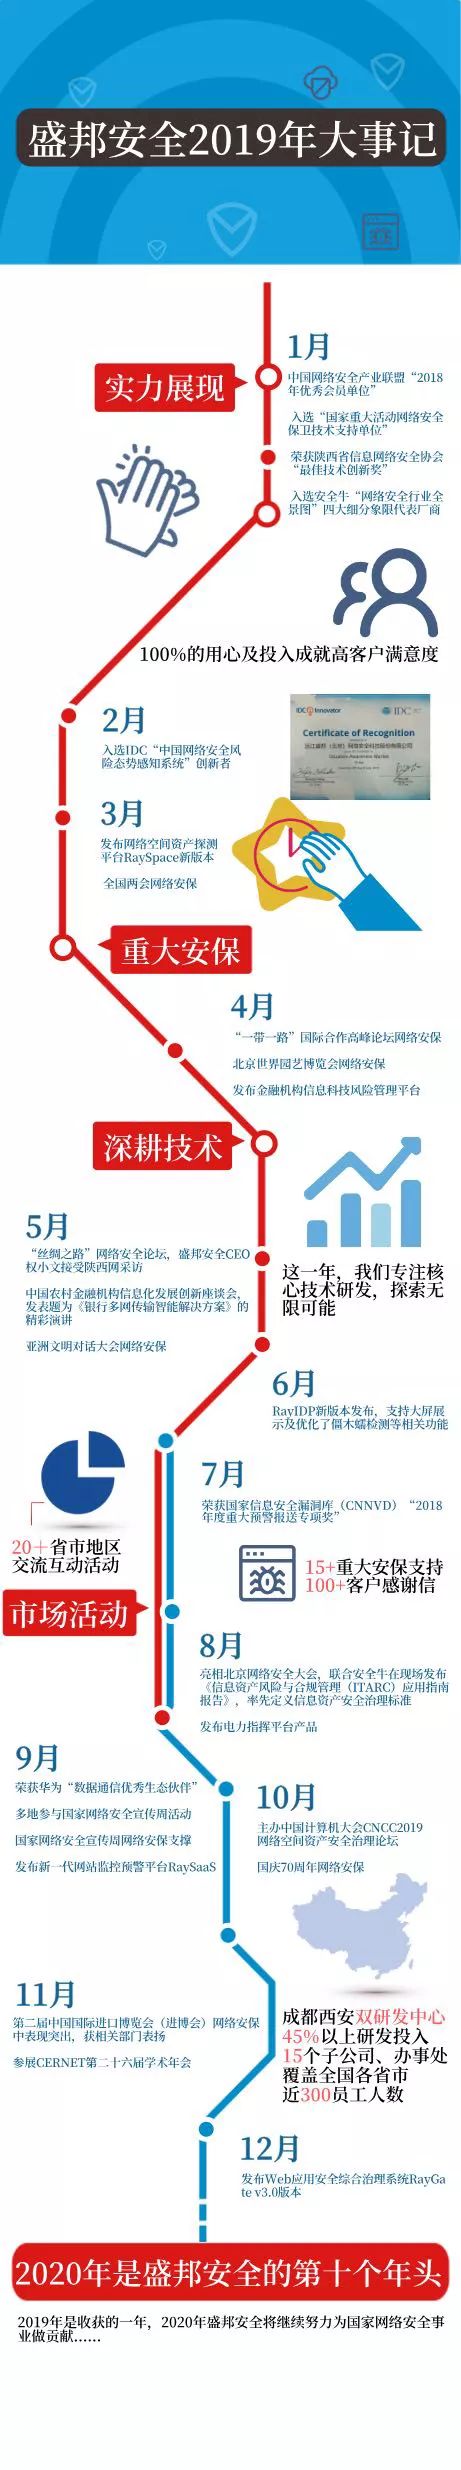 盛邦安全2019年大事记
实力展现
1月
中国网络安全产业联盟“2018
年优秀会员单位”
入选“国家重大活动网络安全
保卫技术支持单位”
荣获陕西省信息网络安全协会
“最佳技术创新奖”
入选安全牛“网络安全行业全
景图”四大细分象限代表厂商
100%的用心及投入成就高客户满意度
2月
入选IDC“中国网络安全风
险态势感知系统”创新者
IDC Innovator
IDC
Certificate of Recognition
3月
发布网络空间资产探测
平台RaySpace新版本
全国两会网络安保
重大安保
4月
“一带一路”国际合作高峰论坛网络安保
北京世界园艺博览会网络安保
发布金融机构信息科技风险管理平台
深耕技术
5月
“丝绸之路”网络安全论坛，盛邦安全CEO
权小文接受陕西网采访
中国农村金融机构信息化发展创新座谈会，
发表题为《银行多网传输智能解决方案》的
精彩演讲
亚洲文明对话大会网络安保
这一年，我们专注核
心技术研发，探索无
限可能
6月
RayIDP新版本发布，支持大屏展
示及优化了僵木蠕检测等相关功能
20+省市地区
交流互动活动
7月
荣获国家信息安全漏洞库（CNNVD）“2018
年度重大预警报送专项奖”
15+重大安保支持
100+客户感谢信
市场活动
8月
亮相北京网络安全大会，联合安全牛在现场发布
《信息资产风险与合规管理（ITARC）应用指南
报告》，率先定义信息资产安全治理标准
发布电力指挥平台产品
9月
荣获华为“数据通信优秀生态伙伴”
多地参与国家网络安全宣传周活动
国家网络安全宣传周网络安保支撑
发布新一代网站监控预警平台RaySaaS
10月
主办中国计算机大会CNCC2019
网络空间资产安全治理论坛
国庆70周年网络安保
11月
第二届中国国际进口博览会（进博会）网络安保
中表现突出，获相关部门表扬
参展CERNET第二十六届学术年会
成都西安双研发中心
45%以上研发投入
15个子公司、办事处
覆盖全国各省市
近300员工人数
12月
发布Web应用安全综合治理系统RayGa
te v3.0版本
2020年是盛邦安全的第十个年头
2019年是收获的一年，2020年盛邦安全将继续努力为国家网络安全事
业做贡献......